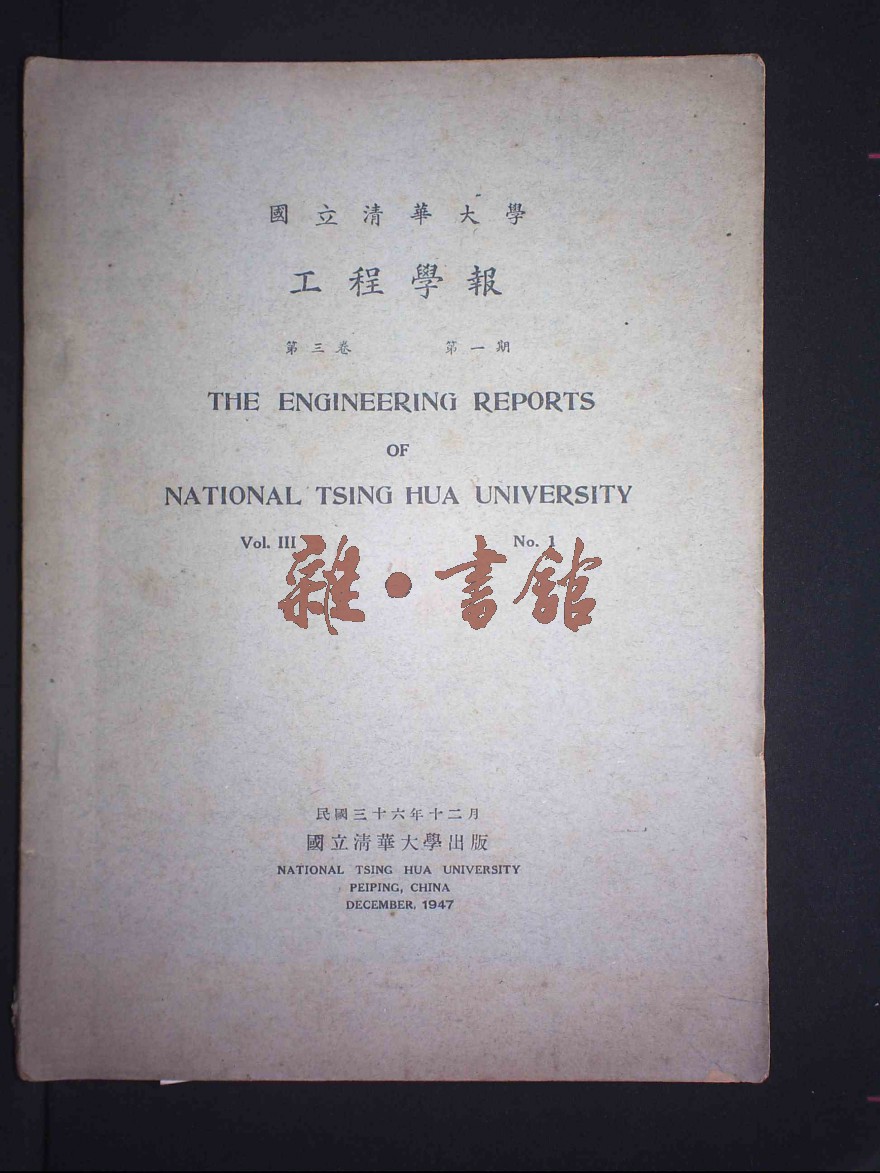 國立清華大學
工程學報
第三卷 第一期
THE ENGINEERING REPORTS
OF
NATIONAL TSING HUA UNIVERSITY
Vol. III No. 1
雜·書館
民國三十六年十二月
國立清華大學出版
NATIONAL TSING HUA UNIVERSITY
PEIPING, CHINA
DECEMBER, 1947